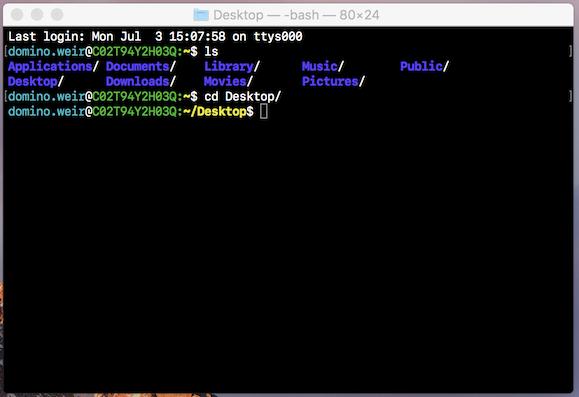 Desktop — -bash — 80×24
Last login: Mon Jul  3 15:07:58 on ttys000
[domino.weir@C02T94Y2H03Q:~$ ls ]
Applications/ Documents/    Library/      Music/        Public/
Desktop/      Downloads/    Movies/       Pictures/
[domino.weir@C02T94Y2H03Q:~$ cd Desktop/ ]
domino.weir@C02T94Y2H03Q:~/Desktop$